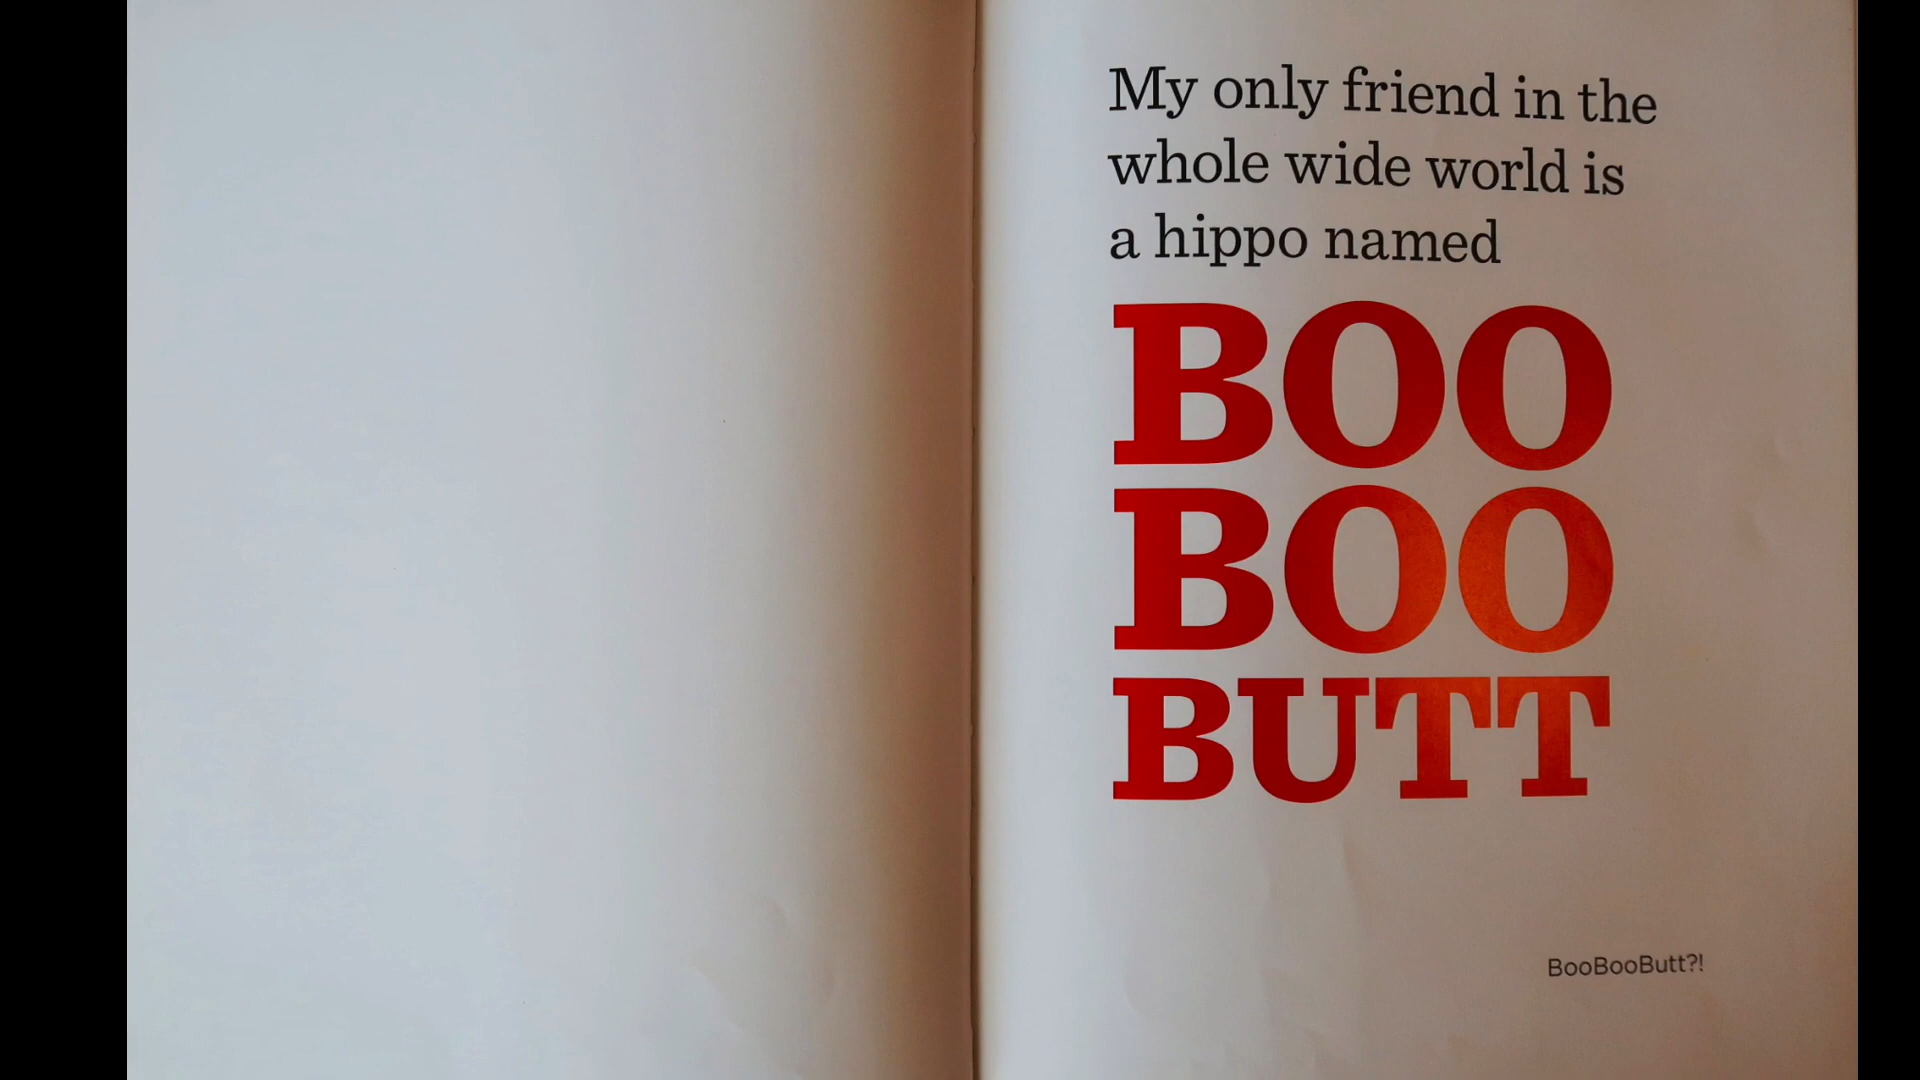 My only friend in the
whole wide world is
a hippo named
BOO
BOO
BUTT
BooBooButt?!